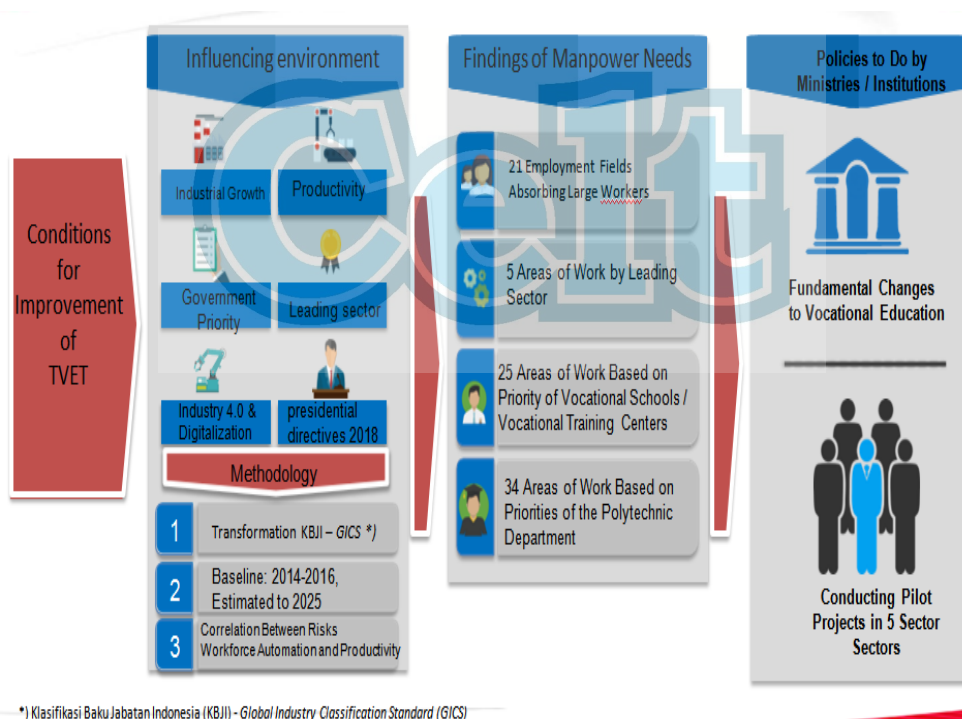 Conditions
for
Improvement
of
TVET
Influencing environment
Industrial Growth
Productivity
Government
Priority
Leading sector
Industry 4.0 &
Digitalization
presidential
directives 2018
Methodology
1
Transformation KBJI – GICS *)
2
Baseline: 2014-2016,
Estimated to 2025
3
Correlation Between Risks
Workforce Automation and Productivity
Findings of Manpower Needs
21 Employment Fields
Absorbing Large Workers
5 Areas of Work by Leading
Sector
25 Areas of Work Based on
Priority of Vocational Schools /
Vocational Training Centers
34 Areas of Work Based on
Priorities of the Polytechnic
Department
Policies to Do by
Ministries / Institutions
Fundamental Changes
to Vocational Education
Conducting Pilot
Projects in 5 Sector
Sectors
Celt
*) Klasifikasi Baku Jabatan Indonesia (KBJI) - Global Industry Classification Standard (GICS)